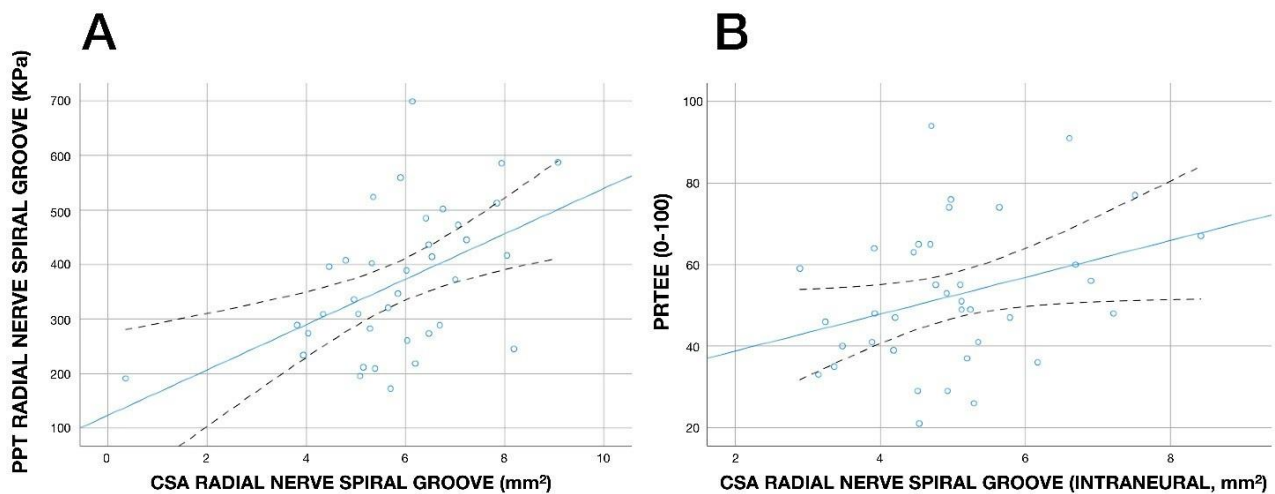 A
PPT RADIAL NERVE SPIRAL GROOVE (KPa)
700
600
500
400
300
200
100
0 2 4 6 8 10
CSA RADIAL NERVE SPIRAL GROOVE (mm²)
B
PRTEE (0-100)
100
80
60
40
20
2 4 6 8
CSA RADIAL NERVE SPIRAL GROOVE (INTRANEURAL, mm²)